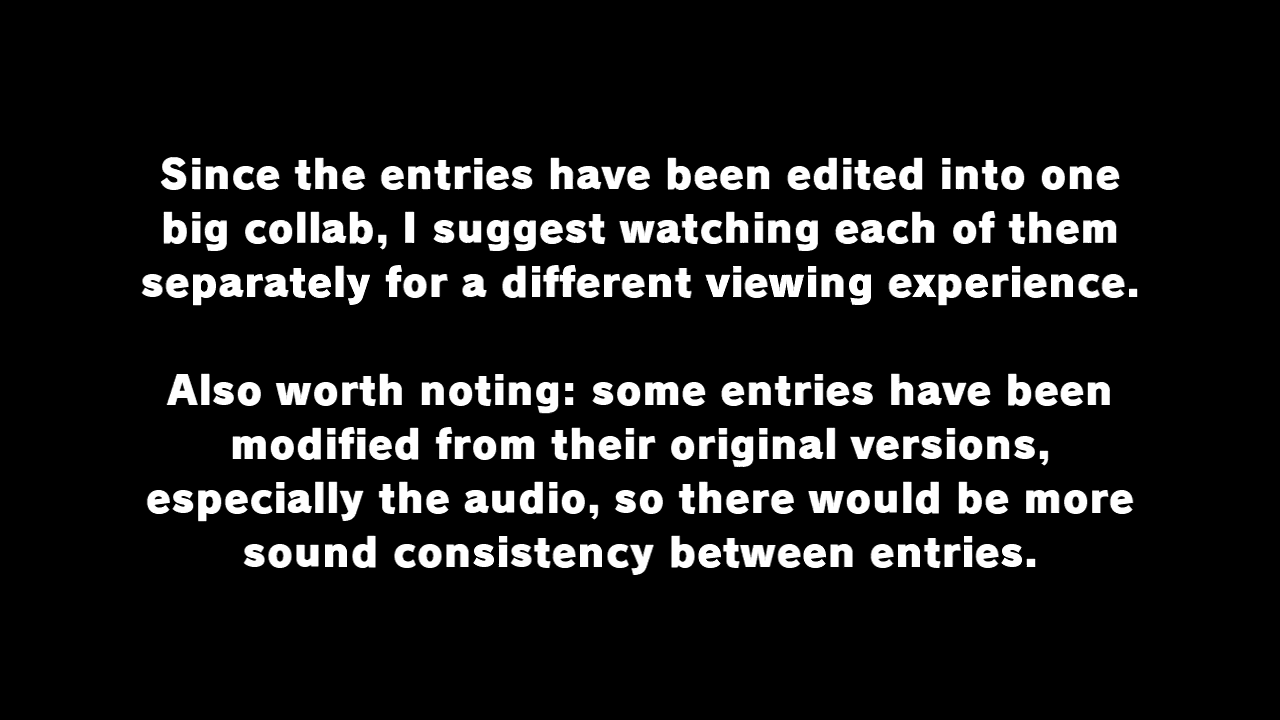 Since the entries have been edited into one
big collab, I suggest watching each of them
separately for a different viewing experience.
Also worth noting: some entries have been
modified from their original versions,
especially the audio, so there would be more
sound consistency between entries.